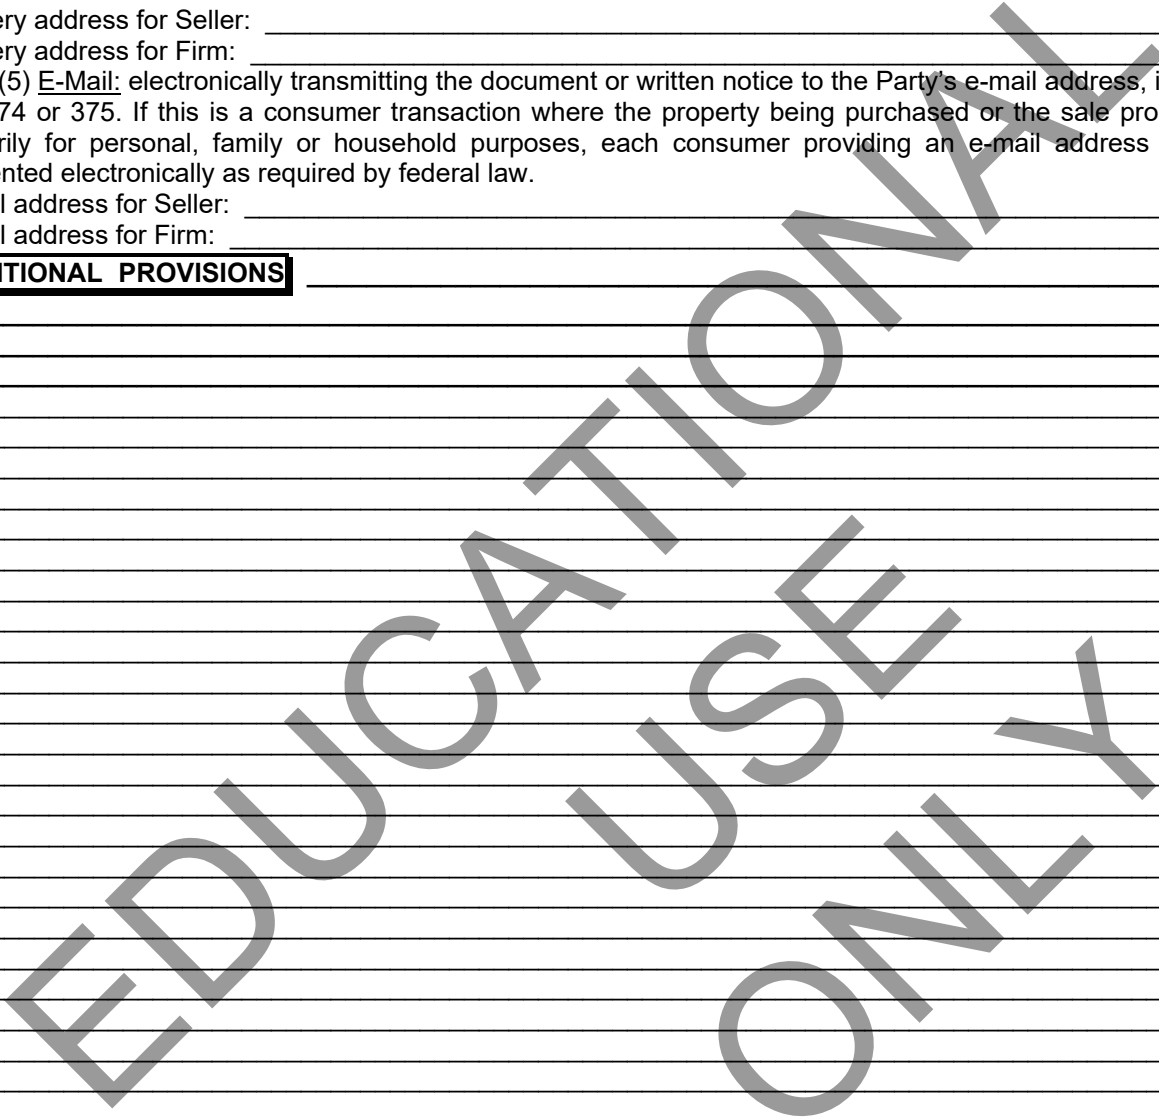 ery address for Seller:
ery address for Firm:
(5) E-Mail: electronically transmitting the document or written notice to the Party's e-mail address, i
74 or 375. If this is a consumer transaction where the property being purchased or the sale pro
rily for personal, family or household purposes, each consumer providing an e-mail address
ented electronically as required by federal law.
l address for Seller:
l address for Firm:
ITIONAL PROVISIONS
EDUCATIONAL
USE
ONLY